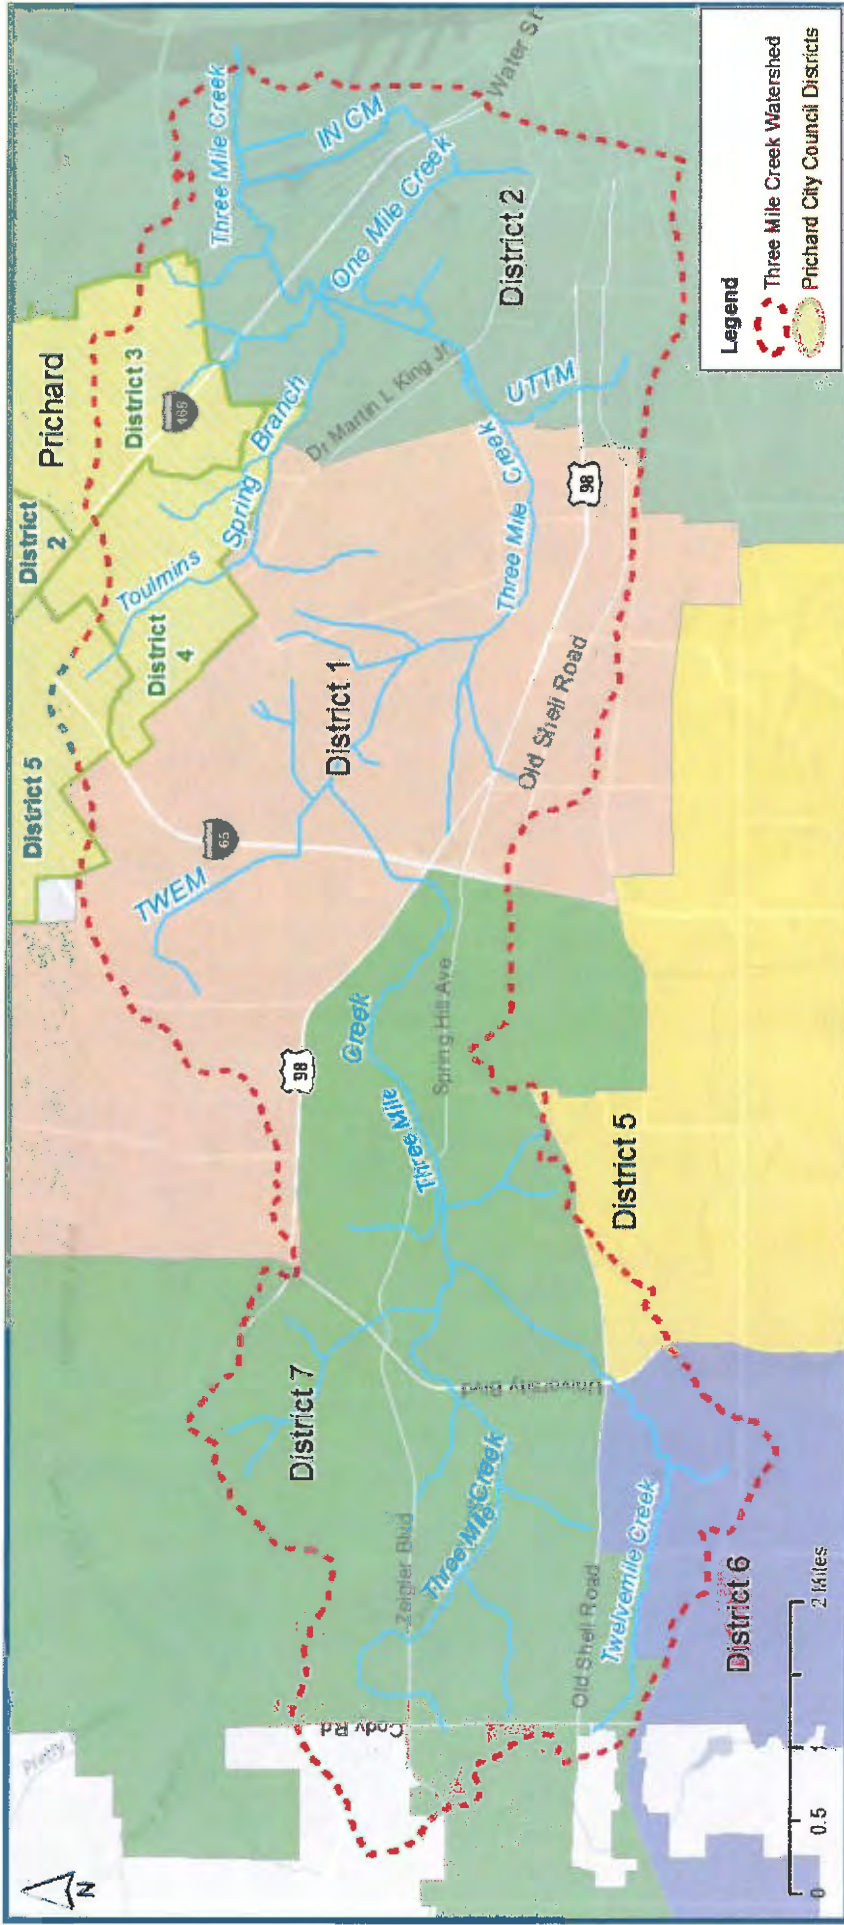 N
Cody Rd
Zeigler Blvd
Old Shell Road
Three Mile
Creek
Twelvemile Creek
District 7
District 6
University Blvd
98
Three Mile
Creek
Spring Hill Ave
District 5
TWEM
65
District 1
Old Shell Road
Three Mile Creek
98
UTTM
District 5
District
4
District
2
Prichard
District 3
Toulmins
Spring
Branch
Dr Martin L King Jr
District 2
One Mile Creek
IN CM
Three Mile Creek
Water St
0
0.5
1
2 Miles
Legend
Three Mile Creek Watershed
Prichard City Council Districts